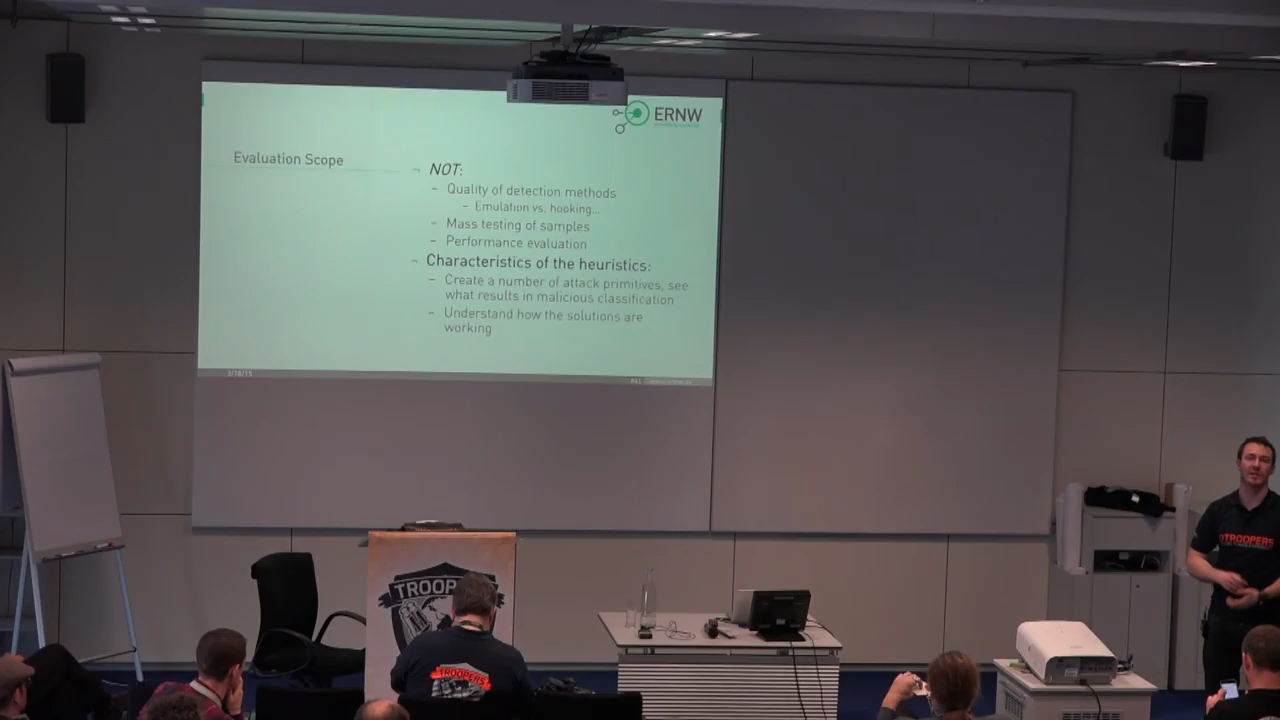 ERNW
Evaluation Scope
¬ NOT:
– Quality of detection methods
– Emulation vs. hooking...
– Mass testing of samples
– Performance evaluation
¬ Characteristics of the heuristics:
– Create a number of attack primitives, see
what results in malicious classification
– Understand how the solutions are
working
TROOPERS
TROOPERS